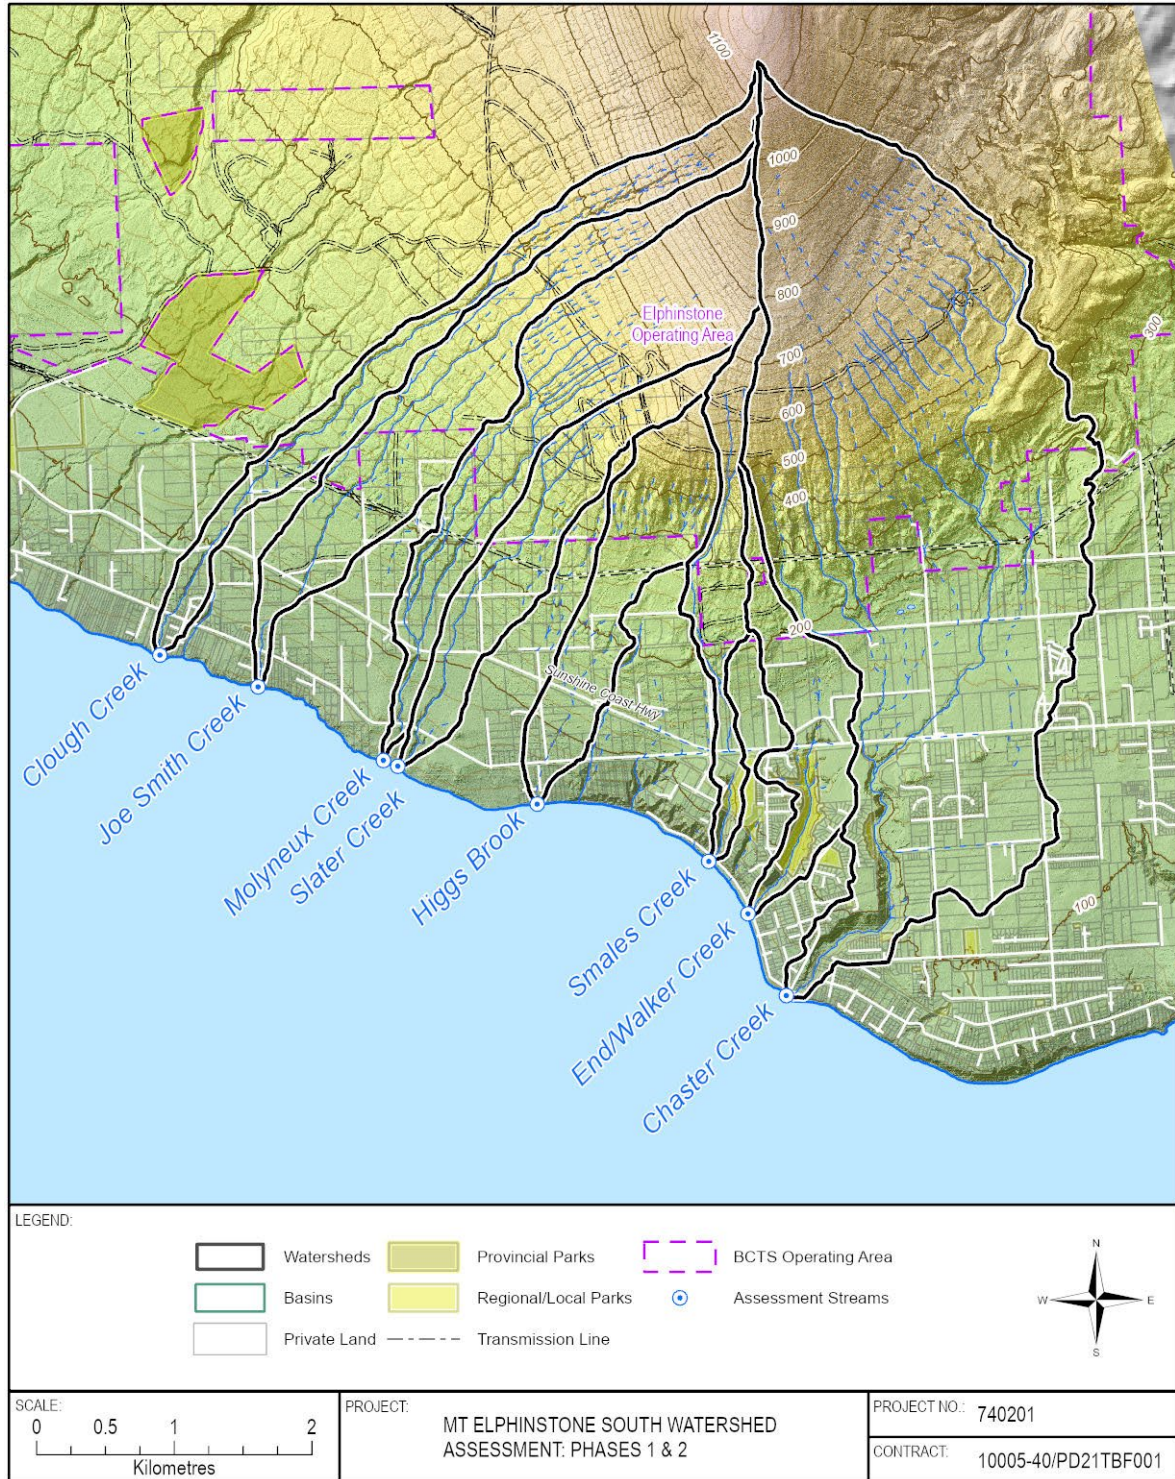 1100
1000
900
800
Elphinstone
Operating Area
700
300
600
500
400
200
Sunshine Coast Hwy
100
Clough Creek
Joe Smith Creek
Molyneux Creek
Slater Creek
Higgs Brook
Smales Creek
End/Walker Creek
Chaster Creek
LEGEND:
Watersheds
Provincial Parks
BCTS Operating Area
Basins
Regional/Local Parks
Assessment Streams
Private Land
Transmission Line
N
W
E
S
SCALE:
0 0.5 1 2
Kilometres
PROJECT:
MT ELPHINSTONE SOUTH WATERSHED
ASSESSMENT: PHASES 1 & 2
PROJECT NO.: 740201
CONTRACT: 10005-40/PD21TBF001